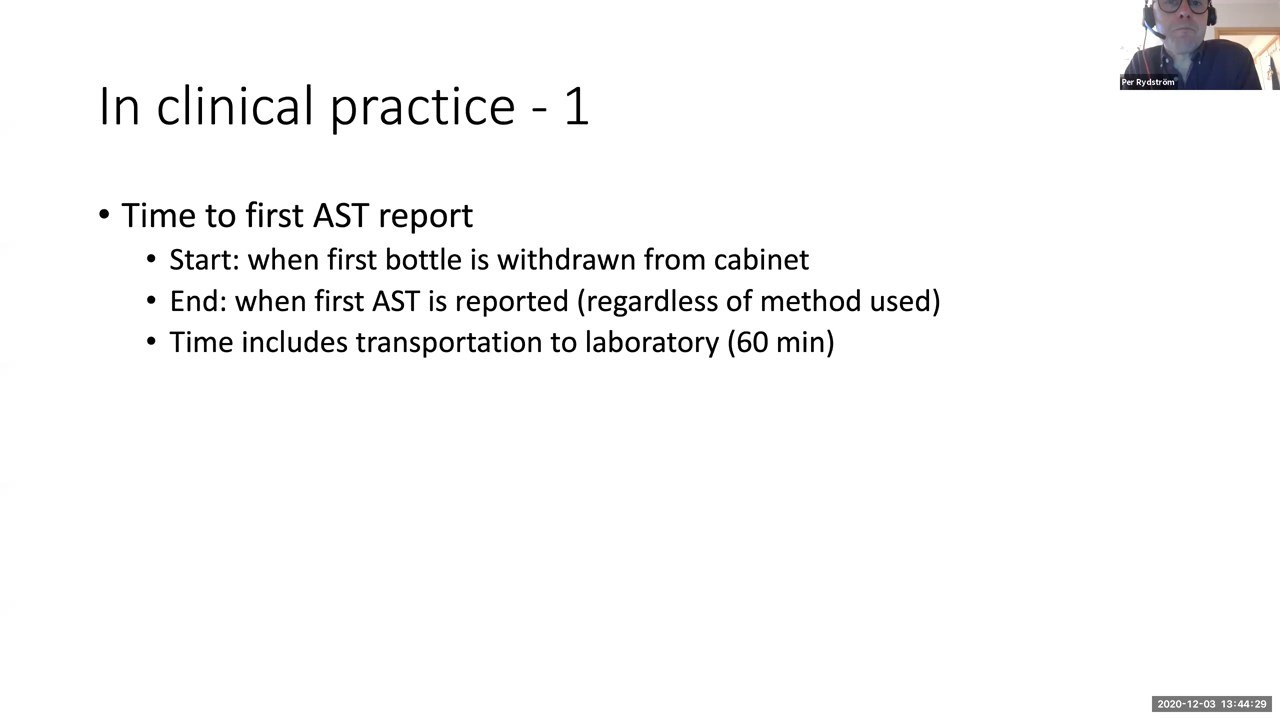 Per Rydström
In clinical practice - 1
• Time to first AST report
• Start: when first bottle is withdrawn from cabinet
• End: when first AST is reported (regardless of method used)
• Time includes transportation to laboratory (60 min)
2020-12-03 13:44:29